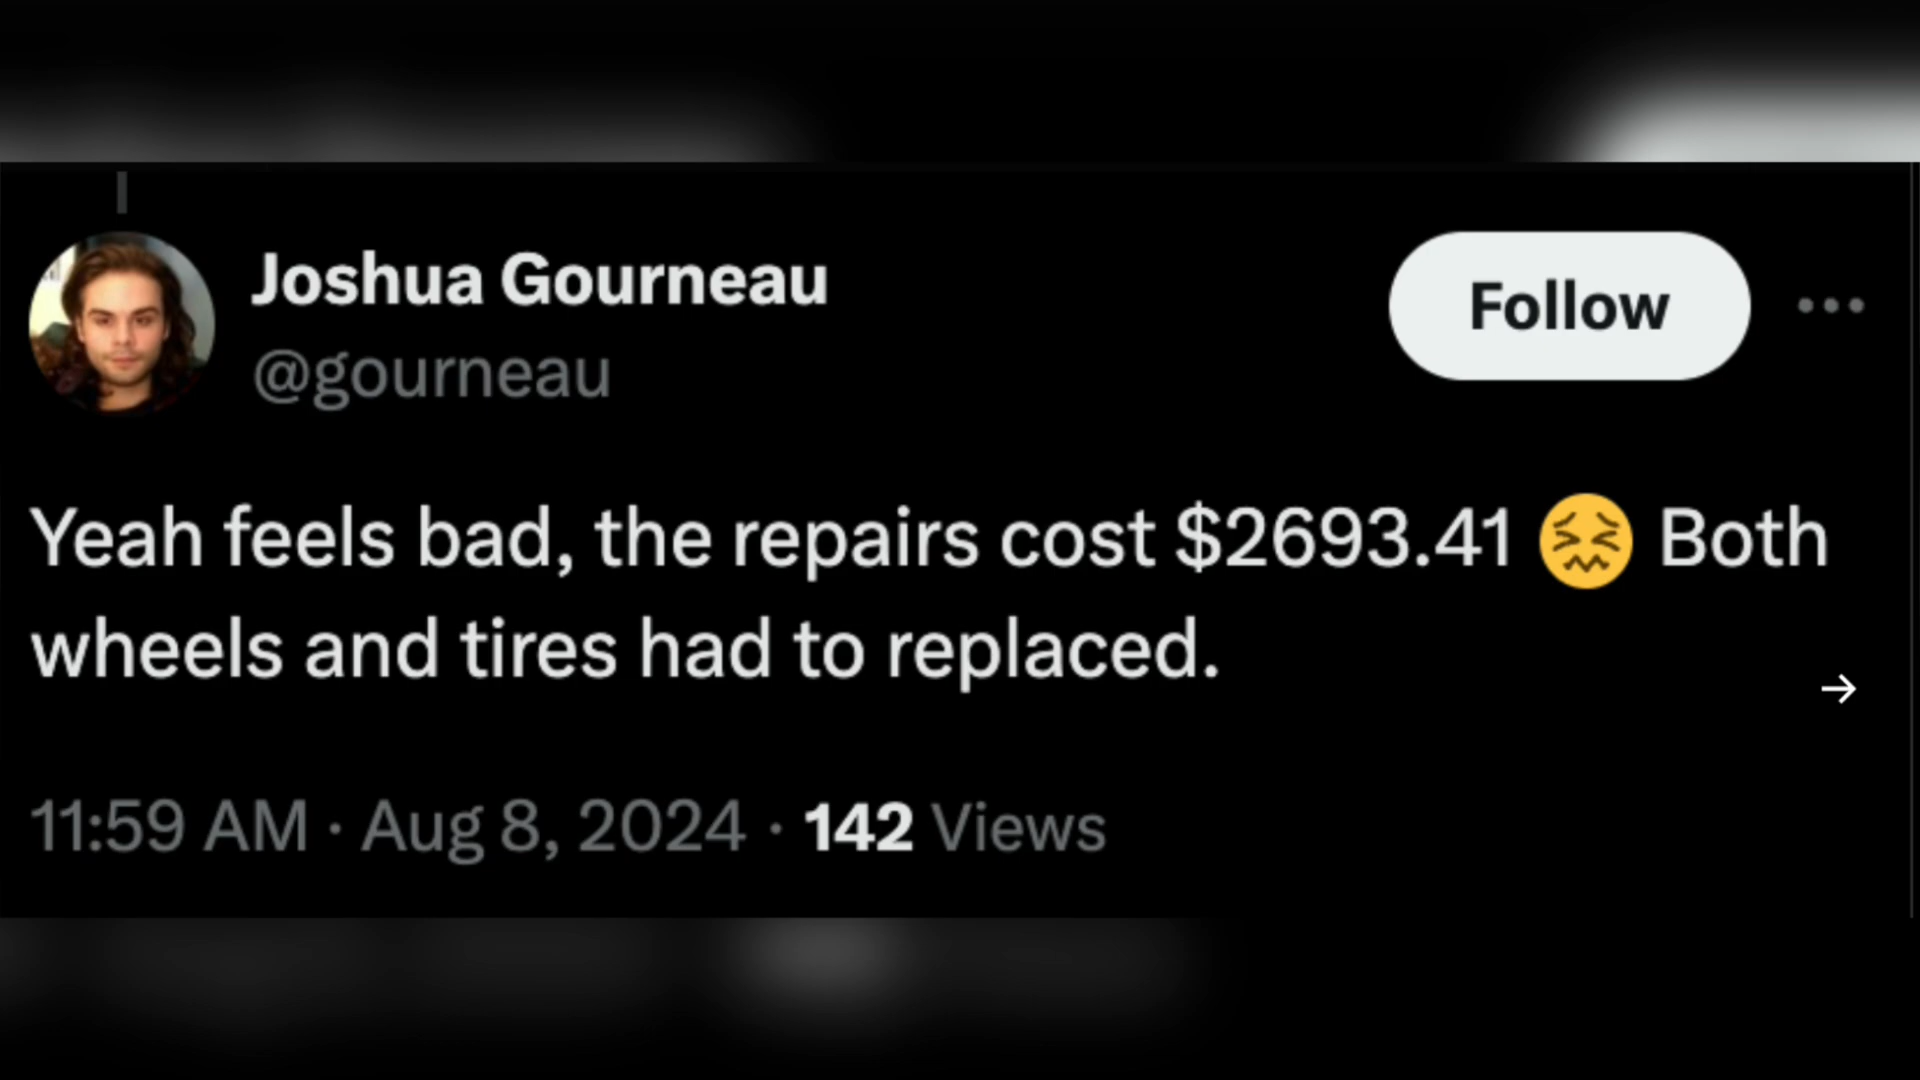 Joshua Gourneau
@gourneau
Follow
Yeah feels bad, the repairs cost $2693.41 😖 Both
wheels and tires had to replaced.
11:59 AM · Aug 8, 2024 · 142 Views